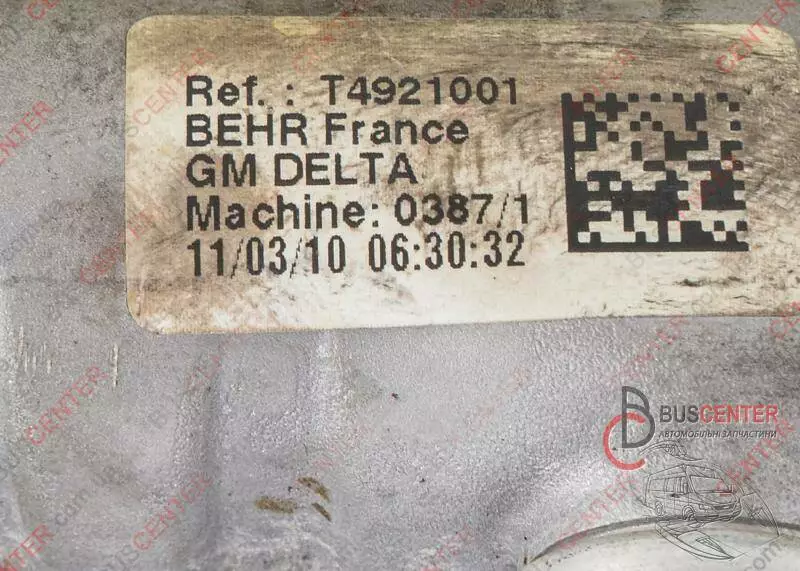 Ref. : T4921001
BEHR France
GM DELTA
Machine: 0387/1
11/03/10 06:30:32
BUSCENTER
АВТОМОБІЛЬНІ ЗАПЧАСТИНИ